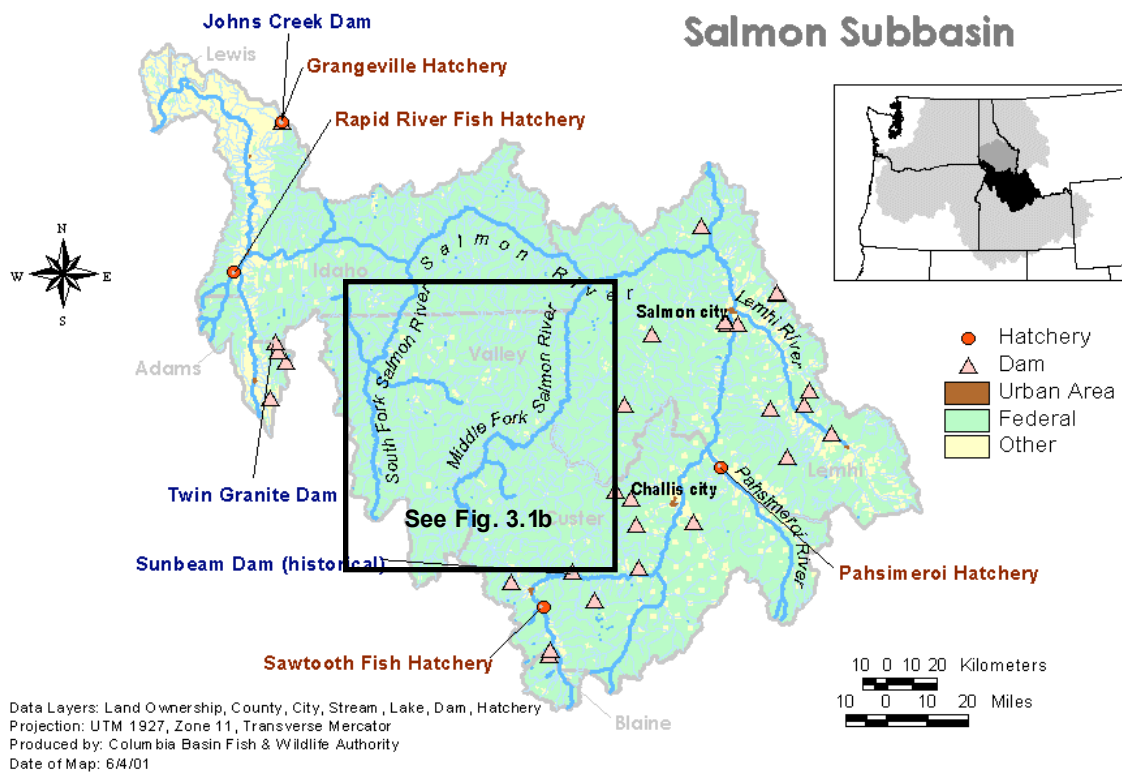 Salmon Subbasin
Johns Creek Dam
Lewis
Grangeville Hatchery
Rapid River Fish Hatchery
N
W
E
S
Idaho
Salmon River
Salmon city
Lemhi River
South Fork Salmon River
Valley
Middle Fork Salmon River
Adams
Hatchery
Dam
Urban Area
Federal
Other
Lemhi
Challis city
Pahsimeroi River
Twin Granite Dam
See Fig. 3.1b
Custer
Sunbeam Dam (historical)
Pahsimeroi Hatchery
Sawtooth Fish Hatchery
10 0 10 20 Kilometers
10 0 10 20 Miles
Blaine
Data Layers: Land Ownership, County, City, Stream, Lake, Dam, Hatchery
Projection: UTM 1927, Zone 11, Transverse Mercator
Produced by: Columbia Basin Fish & Wildlife Authority
Date of Map: 6/4/01